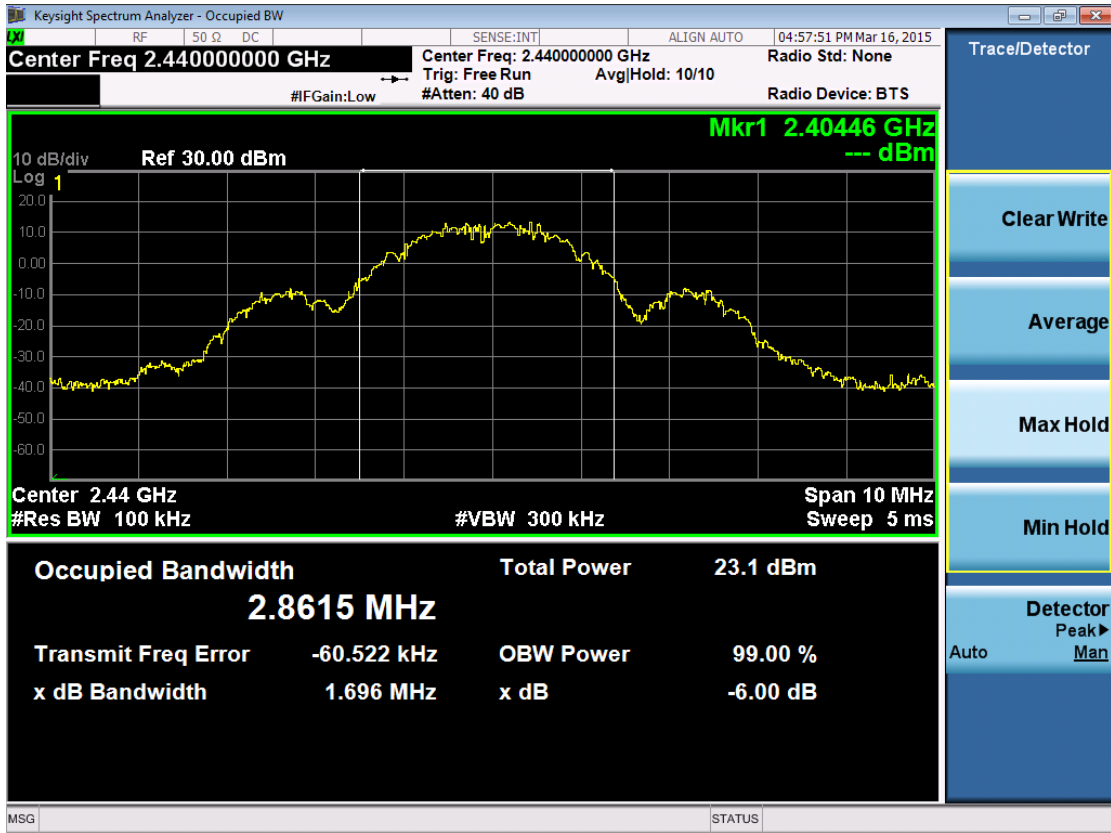 Keysight Spectrum Analyzer - Occupied BW
LXI RF 50 Ω DC SENSE:INT ALIGN AUTO 04:57:51 PM Mar 16, 2015
Center Freq 2.440000000 GHz
#IFGain:Low
Center Freq: 2.440000000 GHz
Trig: Free Run Avg|Hold: 10/10
#Atten: 40 dB
Radio Std: None
Radio Device: BTS
Trace/Detector
Mkr1 2.40446 GHz
--- dBm
10 dB/div Ref 30.00 dBm
Log
1
20.0
10.0
0.00
-10.0
-20.0
-30.0
-40.0
-50.0
-60.0
Center 2.44 GHz Span 10 MHz
#Res BW 100 kHz #VBW 300 kHz Sweep 5 ms
Occupied Bandwidth Total Power 23.1 dBm
2.8615 MHz
Transmit Freq Error -60.522 kHz OBW Power 99.00 %
x dB Bandwidth 1.696 MHz x dB -6.00 dB
Clear Write
Average
Max Hold
Min Hold
Detector
Peak▶
Auto Man
MSG STATUS